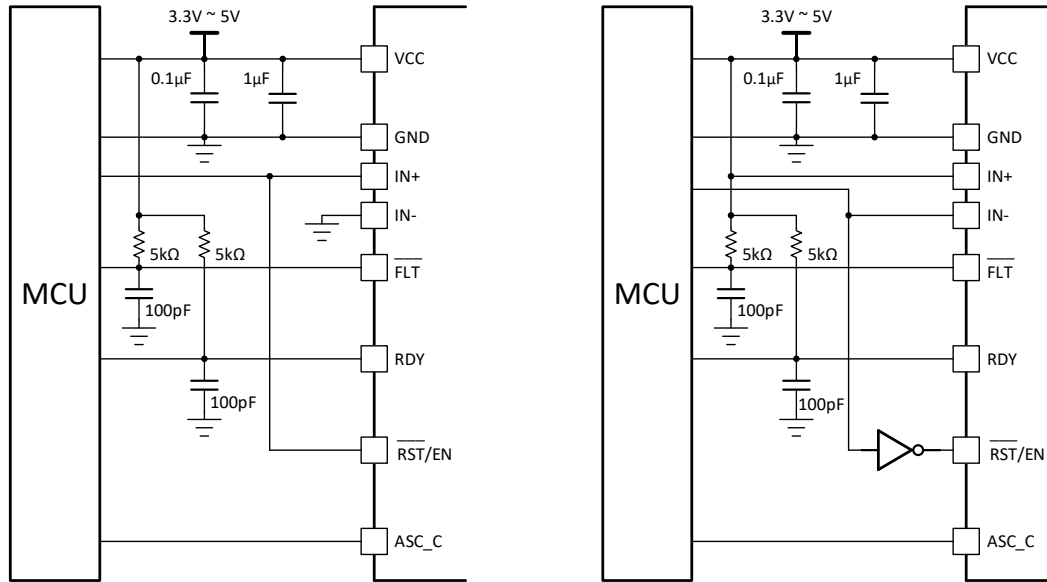 3.3V ~ 5V
VCC
0.1µF
1µF
GND
IN+
IN-
5kΩ
5kΩ
FLT
MCU
100pF
RDY
100pF
RST/EN
ASC_C
3.3V ~ 5V
VCC
0.1µF
1µF
GND
IN+
IN-
5kΩ
5kΩ
FLT
MCU
100pF
RDY
100pF
RST/EN
ASC_C